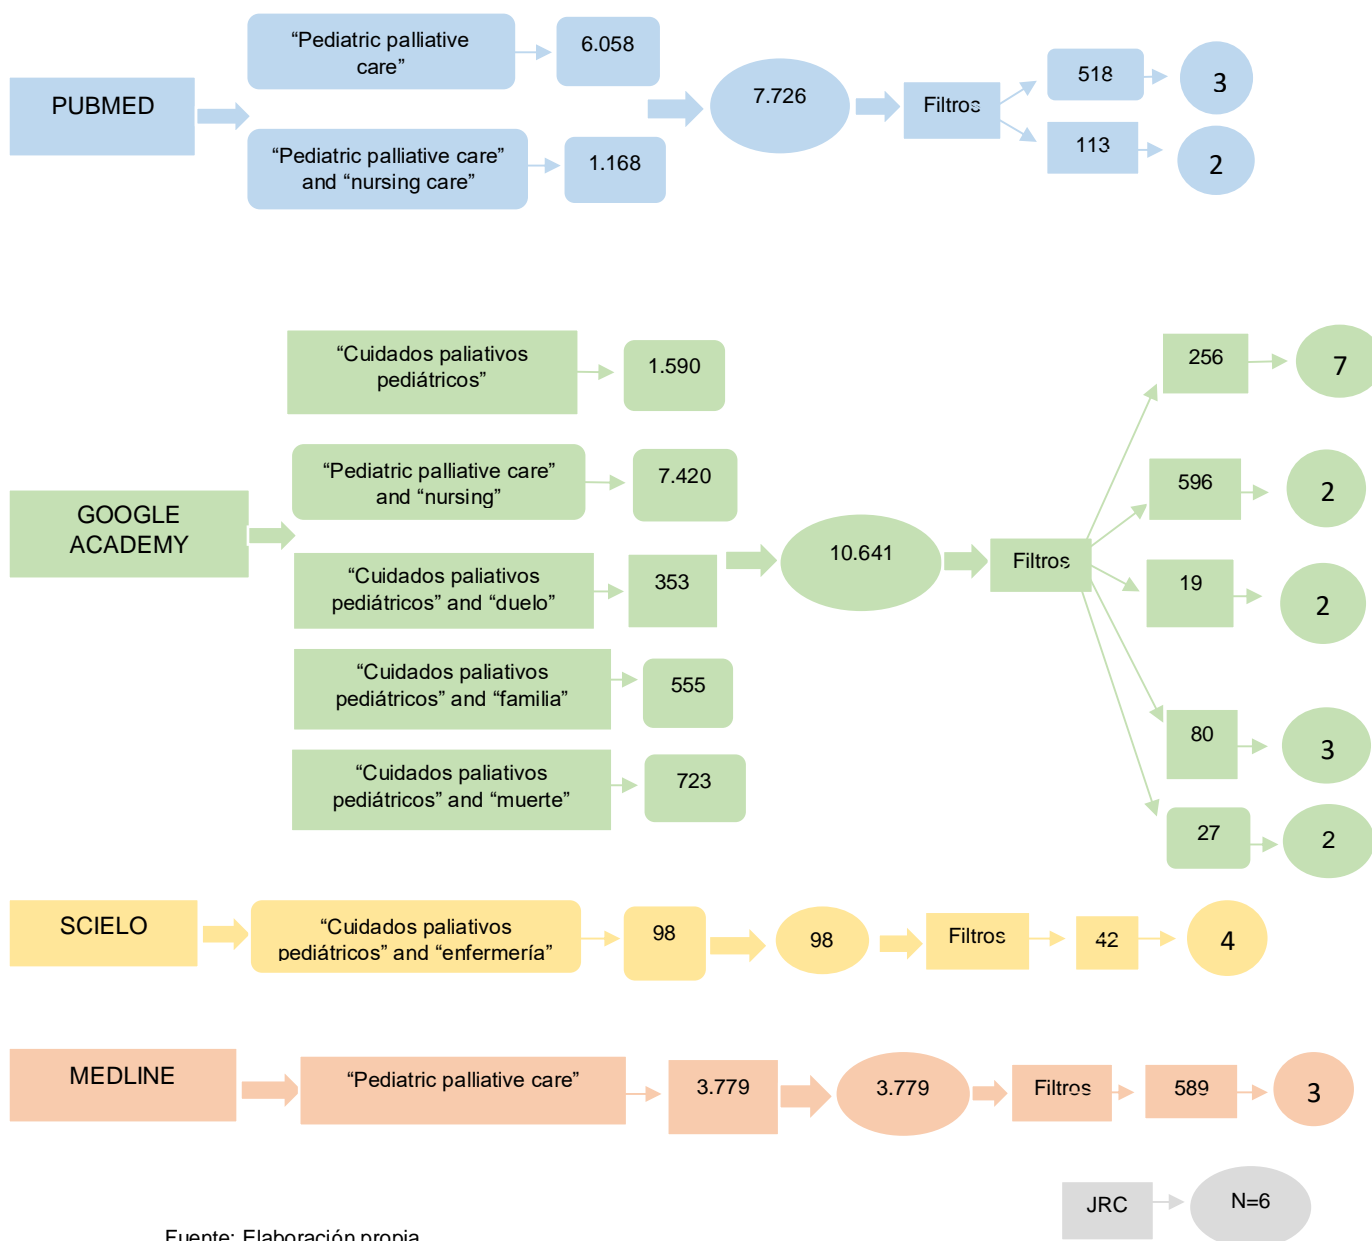 “Pediatric palliative
care”
6.058
PUBMED
7.726
Filtros
518
3
“Pediatric palliative care”
and “nursing care”
1.168
113
2
“Cuidados paliativos
pediátricos”
1.590
256
7
“Pediatric palliative care”
and “nursing”
7.420
596
2
GOOGLE
ACADEMY
“Cuidados paliativos
pediátricos” and “duelo”
353
10.641
Filtros
19
2
“Cuidados paliativos
pediátricos” and “familia”
555
80
3
“Cuidados paliativos
pediátricos” and “muerte”
723
27
2
SCIELO
“Cuidados paliativos
pediátricos” and “enfermería”
98
98
Filtros
42
4
MEDLINE
“Pediatric palliative care”
3.779
3.779
Filtros
589
3
JRC
N=6
Fuente: Elaboración propia